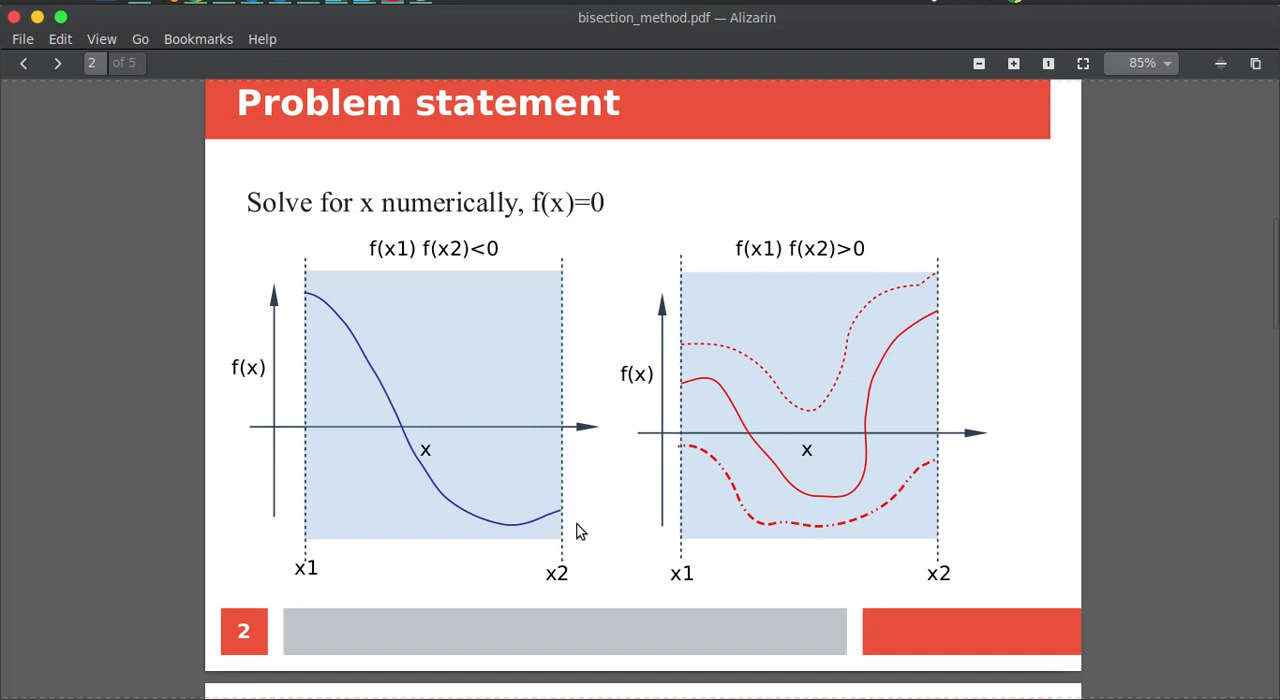 bisection_method.pdf — Alizarin
File Edit View Go Bookmarks Help
2 of 5 1 85%
Problem statement
Solve for x numerically, f(x)=0
f(x1) f(x2)<0
f(x)
x
x1
x2
f(x1) f(x2)>0
f(x)
x
x1
x2
2